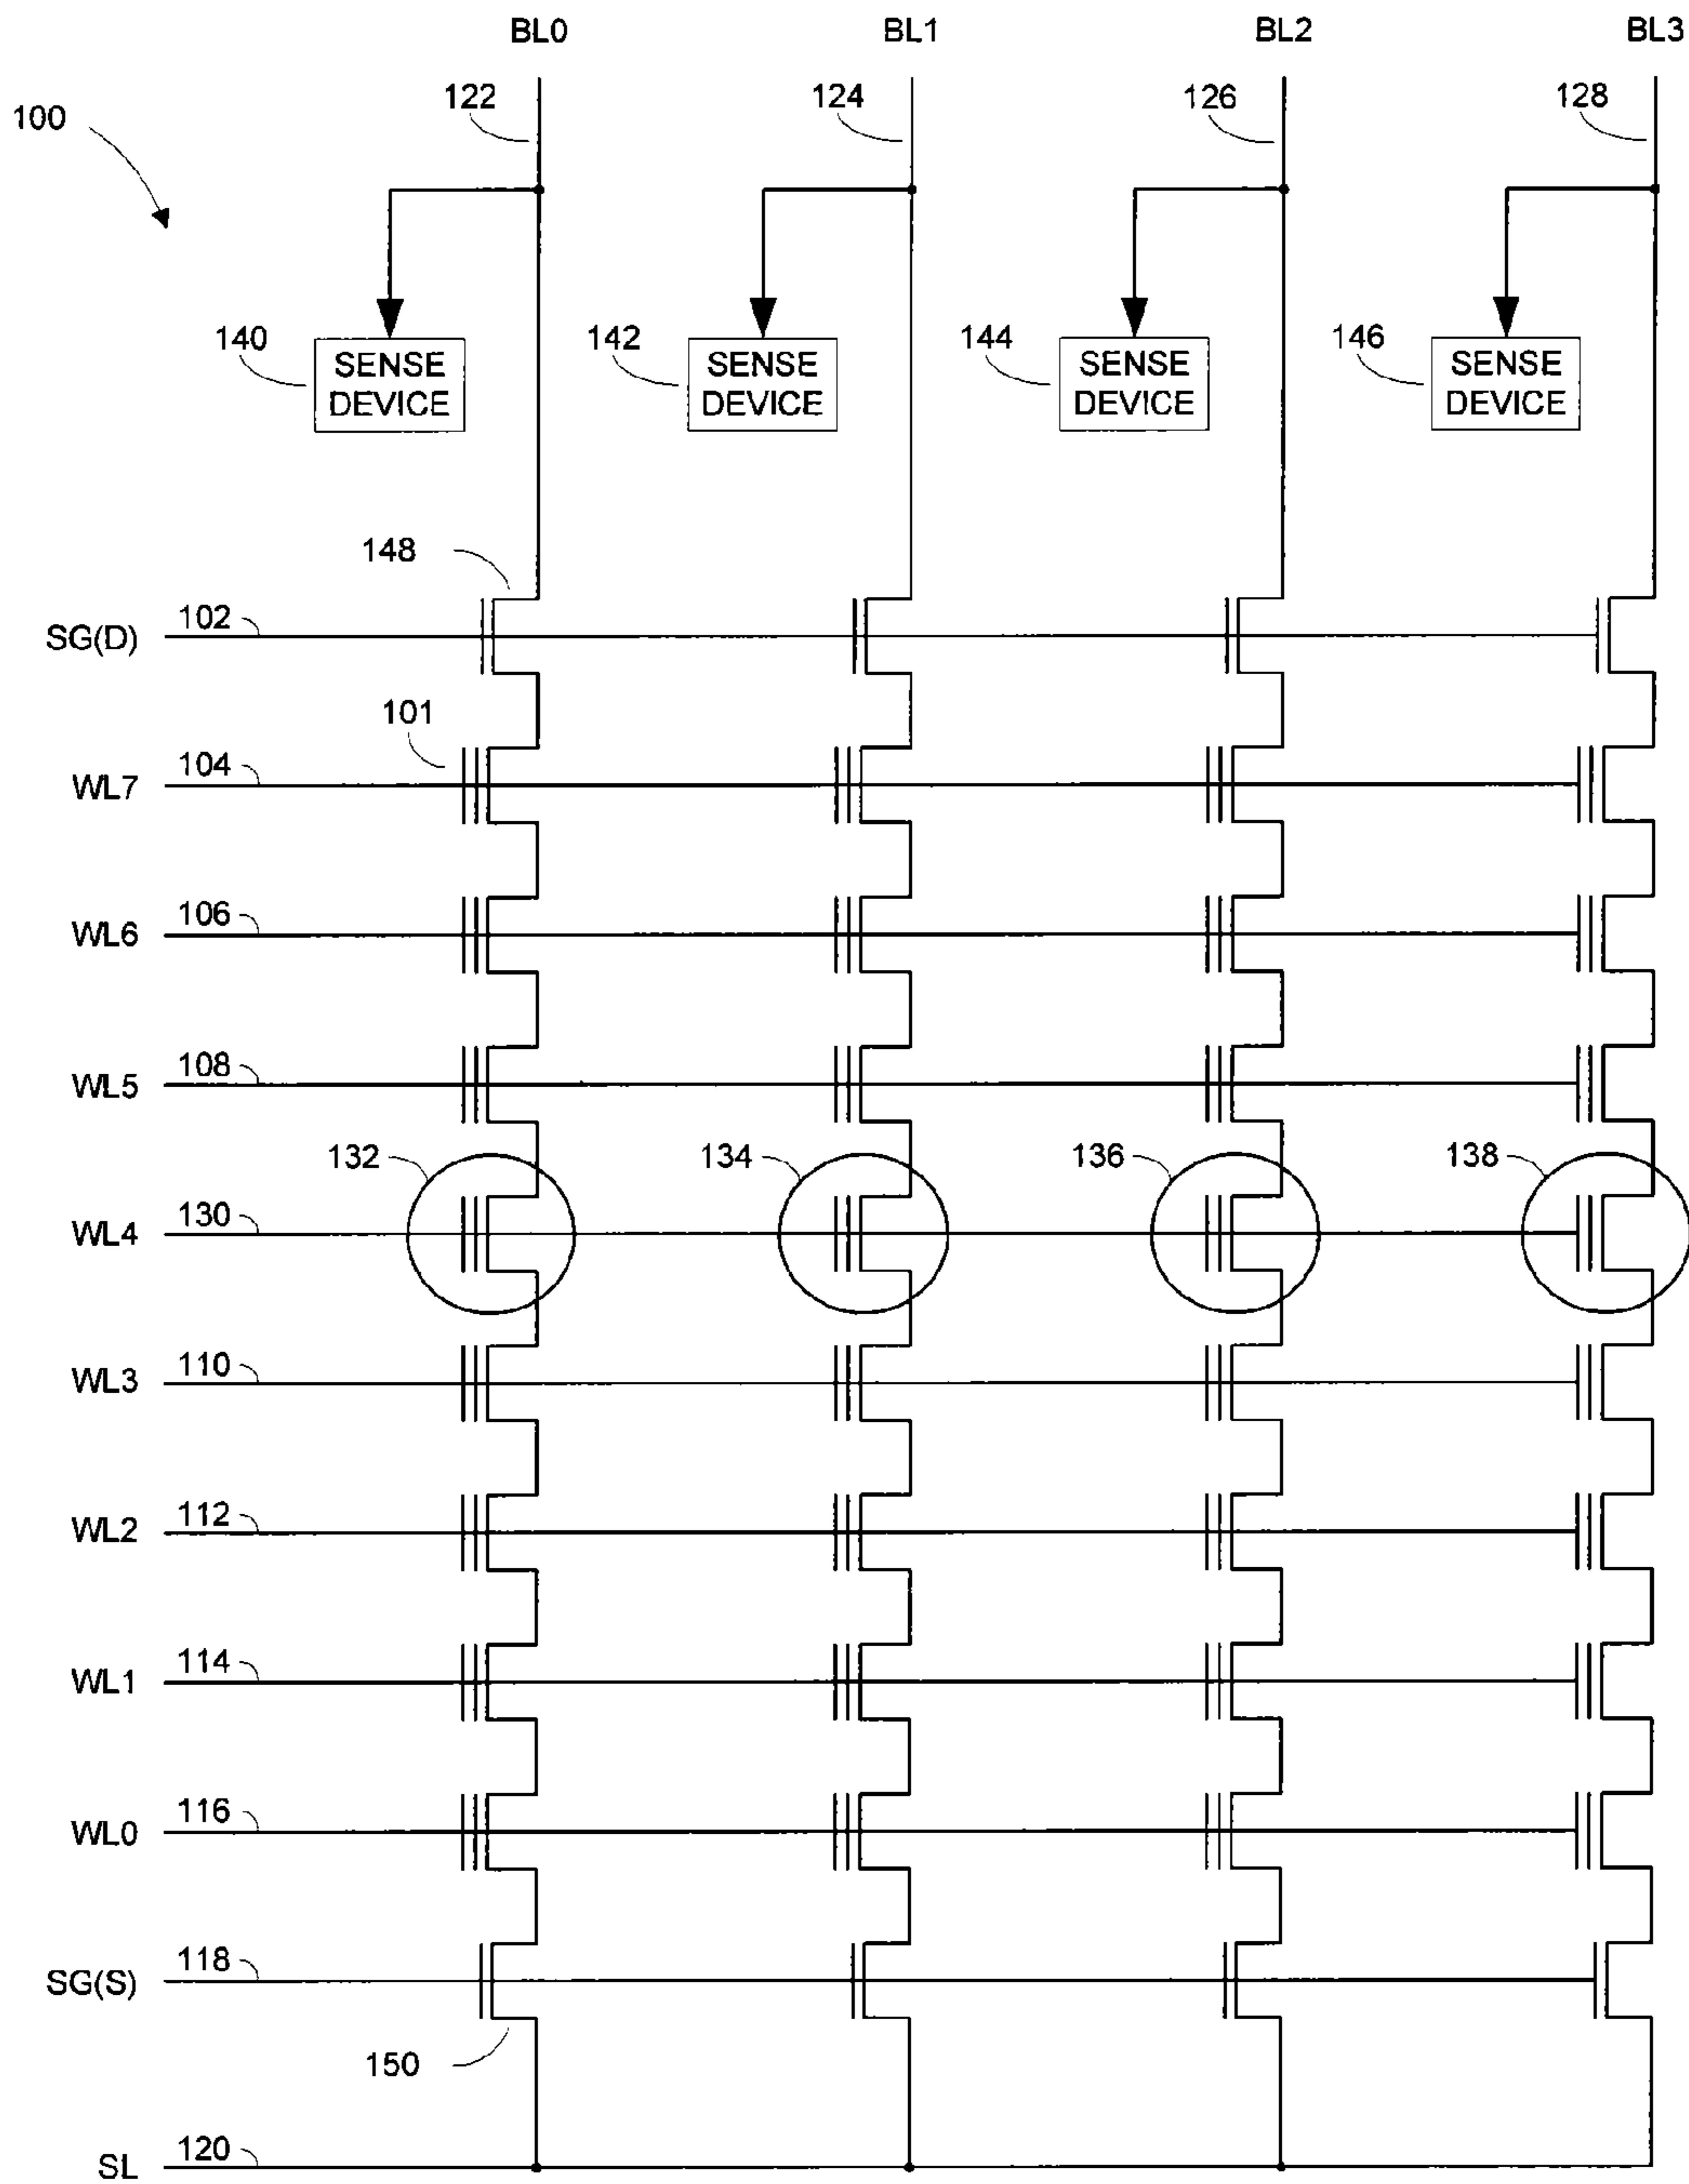 BL0 BL1 BL2 BL3
122 124 126 128
100
140 142 144 146
SENSE DEVICE SENSE DEVICE SENSE DEVICE SENSE DEVICE
148
SG(D) 102
101
WL7 104
WL6 106
WL5 108
132 134 136 138
WL4 130
WL3 110
WL2 112
WL1 114
WL0 116
SG(S) 118
150
SL 120